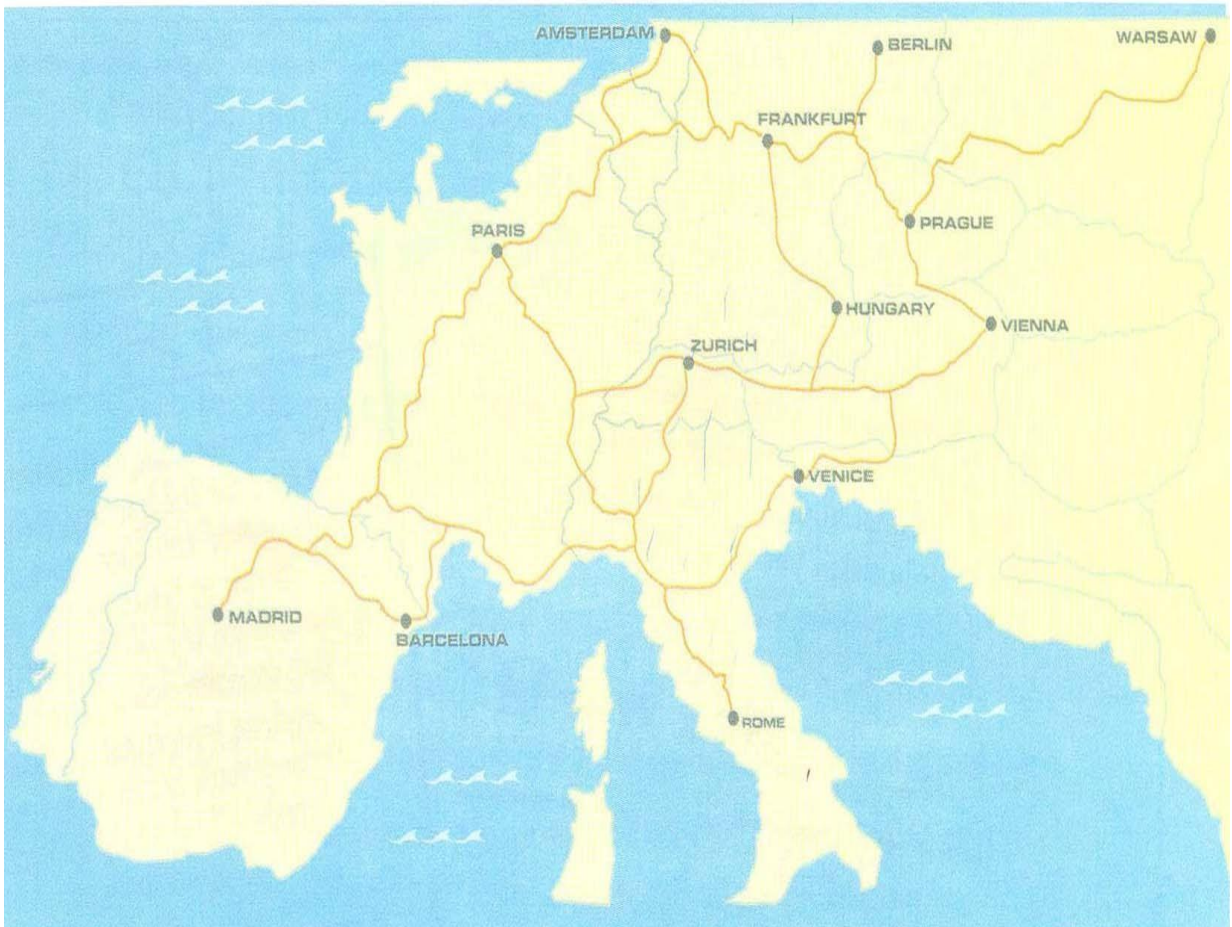 AMSTERDAM
BERLIN
WARSAW
FRANKFURT
PRAGUE
PARIS
HUNGARY
VIENNA
ZURICH
VENICE
MADRID
BARCELONA
ROME